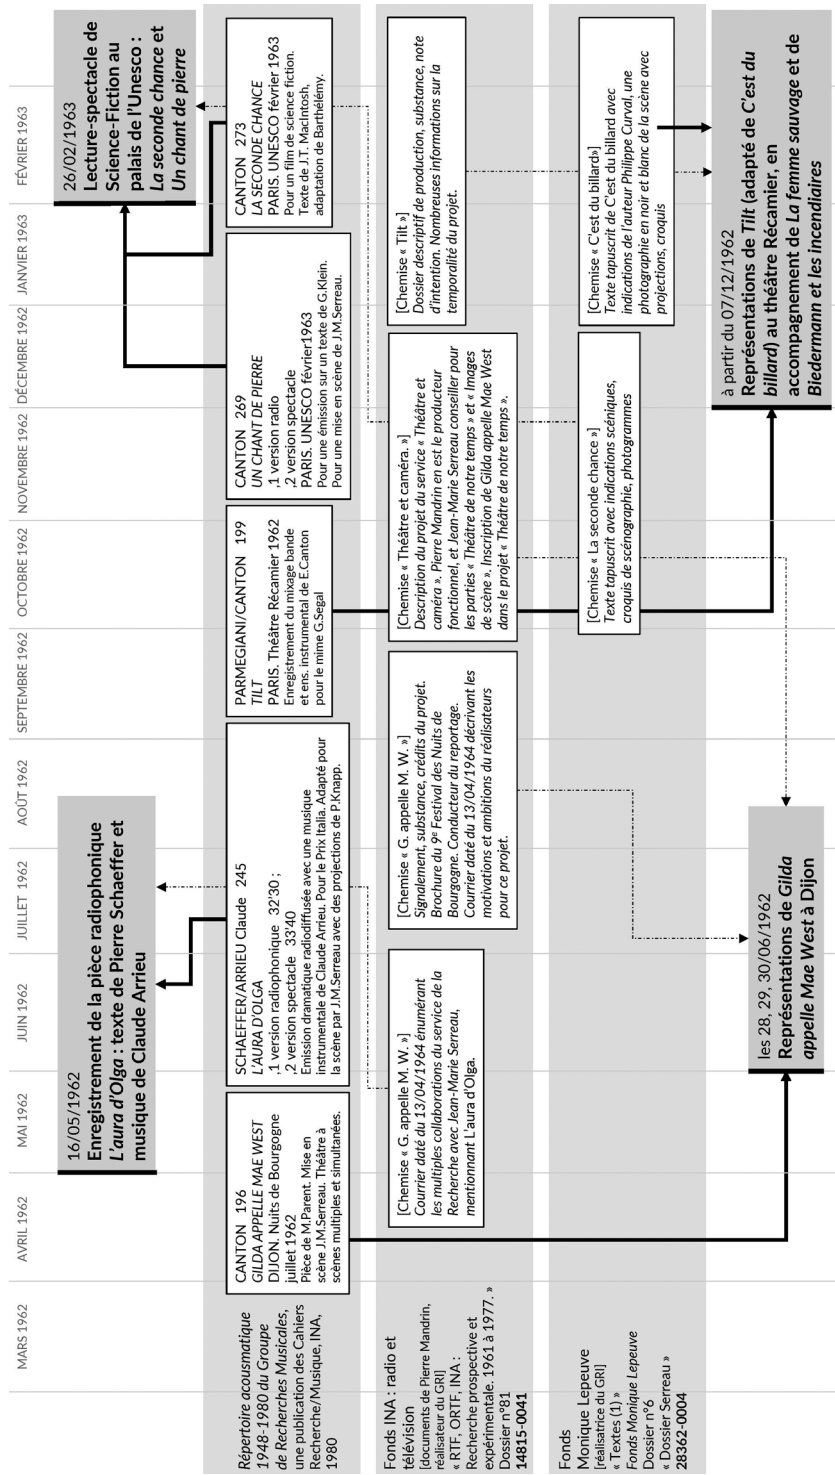 MARS 1962
AVRIL 1962
MAI 1962
JUIN 1962
JUILLET 1962
AOÛT 1962
SEPTEMBRE 1962
OCTOBRE 1962
NOVEMBRE 1962
DÉCEMBRE 1962
JANVIER 1963
FÉVRIER 1963
16/05/1962
Enregistrement de la pièce radiophonique
L'aura d'Olga : texte de Pierre Schaeffer et
musique de Claude Arrieu
26/02/1963
Lecture-spectacle de
Science-Fiction au
palais de l'Unesco :
La seconde chance et
Un chant de pierre
Répertoire acousmatique
1948-1980 du Groupe
de Recherches Musicales,
une publication des Cahiers
Recherche/Musique, INA,
1980
CANTON 196
GILDA APPELLE MAE WEST
DIJON. Nuits de Bourgogne
juillet 1962
Pièce de M.Parent. Mise en
scène J.M.Serreau. Théâtre à
scènes multiples et simultanées.
SCHAEFFER/ARRIEU Claude 245
L'AURA D'OLGA
,1 version radiophonique 32'30 ;
,2 version spectacle 33'40
Emission dramatique radiodiffusée avec une musique
instrumentale de Claude Arrieu. Pour le Prix Italia. Adapté pour
la scène par J.M.Serreau avec des projections de P.Knapp.
PARMEGIANI/CANTON 199
TILT
PARIS. Théâtre Récamier 1962
Enregistrement du mixage bande
et ens. instrumental de E.Canton
pour le mime G.Segal
CANTON 269
UN CHANT DE PIERRE
,1 version radio
,2 version spectacle
PARIS. UNESCO février1963
Pour une émission sur un texte de G.Klein.
Pour une mise en scène de J.M.Serreau.
CANTON 273
LA SECONDE CHANCE
PARIS. UNESCO février 1963
Pour un film de science fiction.
Texte de J.T. MacIntosh,
adaptation de Barthélémy.
Fonds INA : radio et
télévision
[documents de Pierre Mandrin,
réalisateur du GRI]
« RTF, ORTF, INA :
Recherche prospective et
expérimentale. 1961 à 1977. »
Dossier n°81
14815-0041
[Chemise « G. appelle M. W. »]
Courrier daté du 13/04/1964 énumérant
les multiples collaborations du service de la
Recherche avec Jean-Marie Serreau,
mentionnant L'aura d'Olga.
[Chemise « G. appelle M. W. »]
Signalement, substance, crédits du projet.
Brochure du 9e Festival des Nuits de
Bourgogne. Conducteur du reportage.
Courrier daté du 13/04/1964 décrivant les
motivations et ambitions du réalisateurs
pour ce projet.
[Chemise « Théâtre et caméra. »]
Description du projet du service « Théâtre et
caméra ». Pierre Mandrin en est le producteur
fonctionnel, et Jean-Marie Serreau conseiller pour
les parties « Théâtre de notre temps » et « Images
de scène ». Inscription de Gilda appelle Mae West
dans le projet « Théâtre de notre temps ».
[Chemise « Tilt »]
Dossier descriptif de production, substance, note
d'intention. Nombreuses informations sur la
temporalité du projet.
Fonds
Monique Lepeuve
[réalisatrice du GRI]
« Textes (1) »
Fonds Monique Lepeuve
Dossier n°6
« Dossier Serreau »
28362-0004
[Chemise « La seconde chance »]
Texte tapuscrit avec indications scéniques,
croquis de scénographie, photogrammes
[Chemise « C'est du billard»]
Texte tapuscrit de C'est du billard avec
indications de l'auteur Philippe Curval, une
photographie en noir et blanc de la scène avec
projections, croquis
les 28, 29, 30/06/1962
Représentations de Gilda
appelle Mae West à Dijon
à partir du 07/12/1962
Représentations de Tilt (adapté de C'est du
billard) au théâtre Récamier, en
accompagnement de La femme sauvage et de
Biedermann et les incendiaires